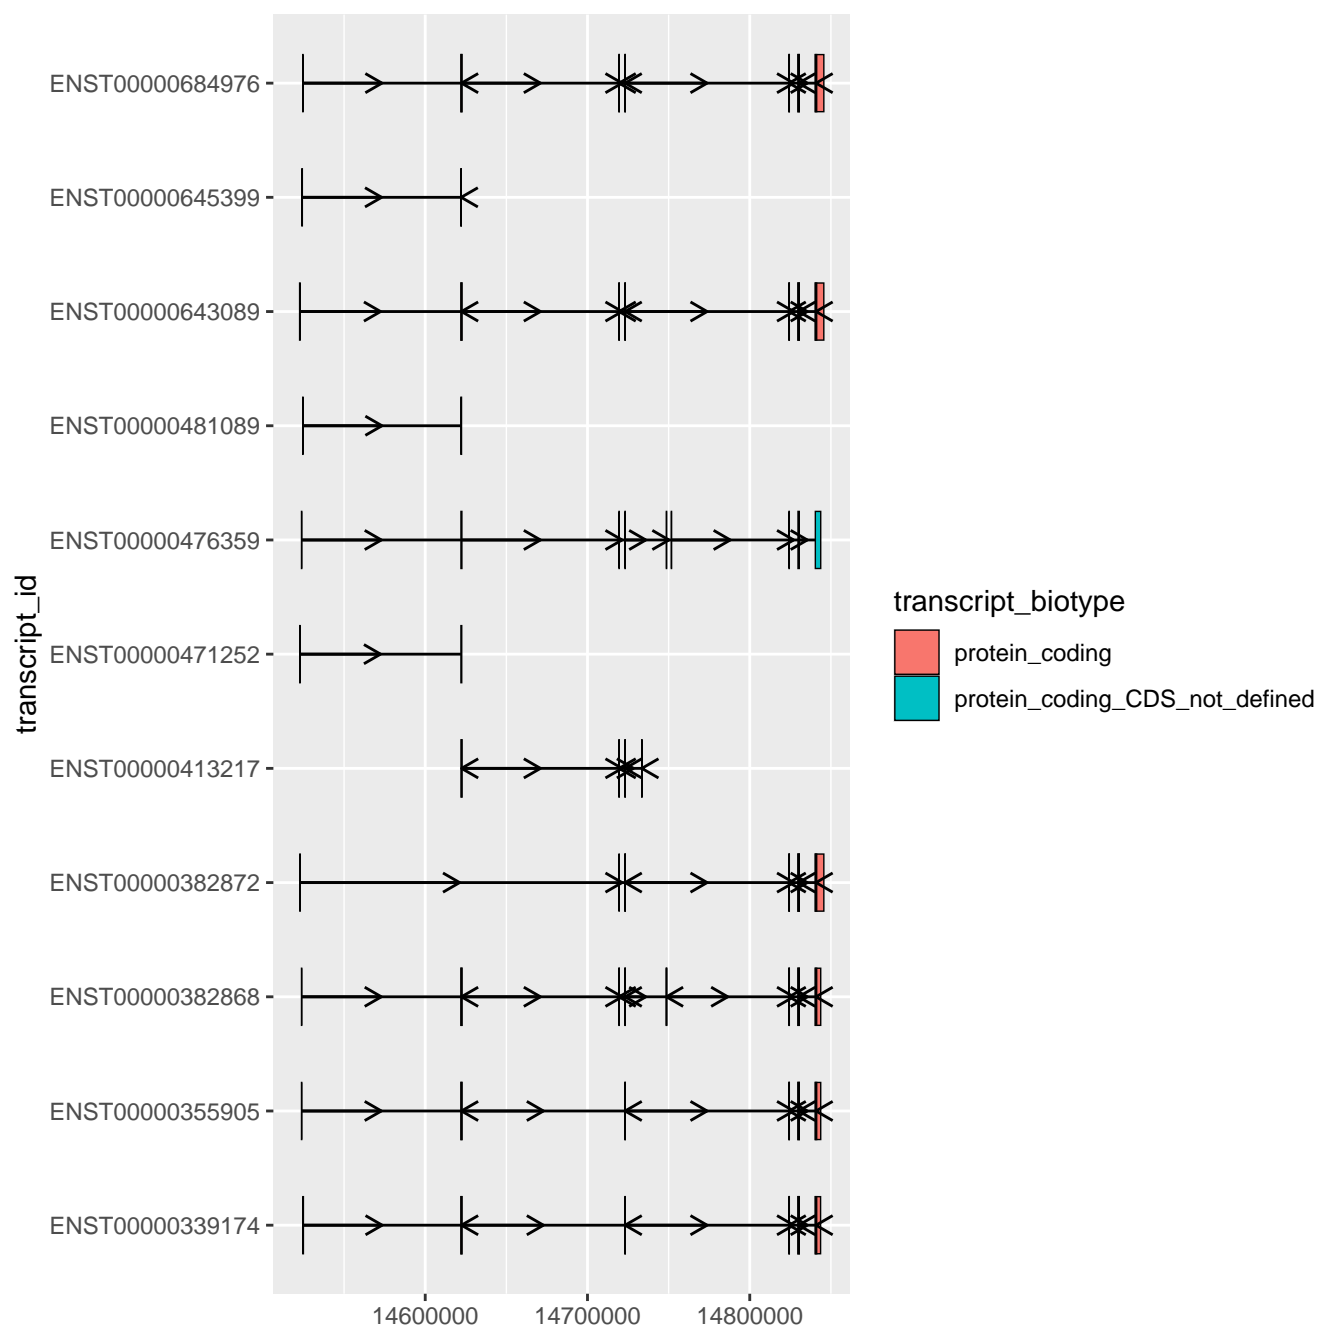 transcript_id
ENST00000684976
ENST00000645399
ENST00000643089
ENST00000481089
ENST00000476359
ENST00000471252
ENST00000413217
ENST00000382872
ENST00000382868
ENST00000355905
ENST00000339174
14600000
14700000
14800000
transcript_biotype
protein_coding
protein_coding_CDS_not_defined